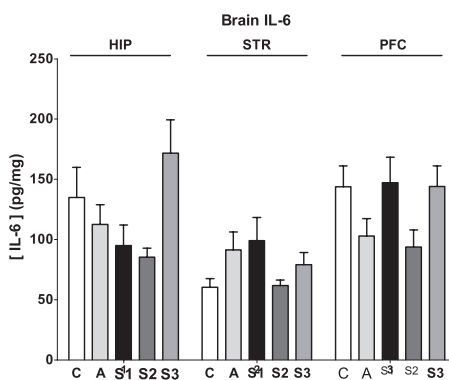 Brain IL-6
HIP STR PFC
[ IL-6 ] (pg/mg)
250
200
150
100
50
0
C A S1 S2 S3 C A S1 S2 S3 C A S3 S2 S3